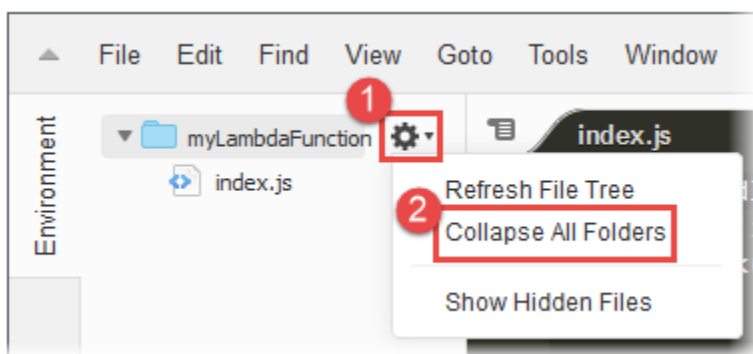 File Edit Find View Goto Tools Window
1
Environment
myLambdaFunction
index.js
index.js
Refresh File Tree
2
Collapse All Folders
Show Hidden Files